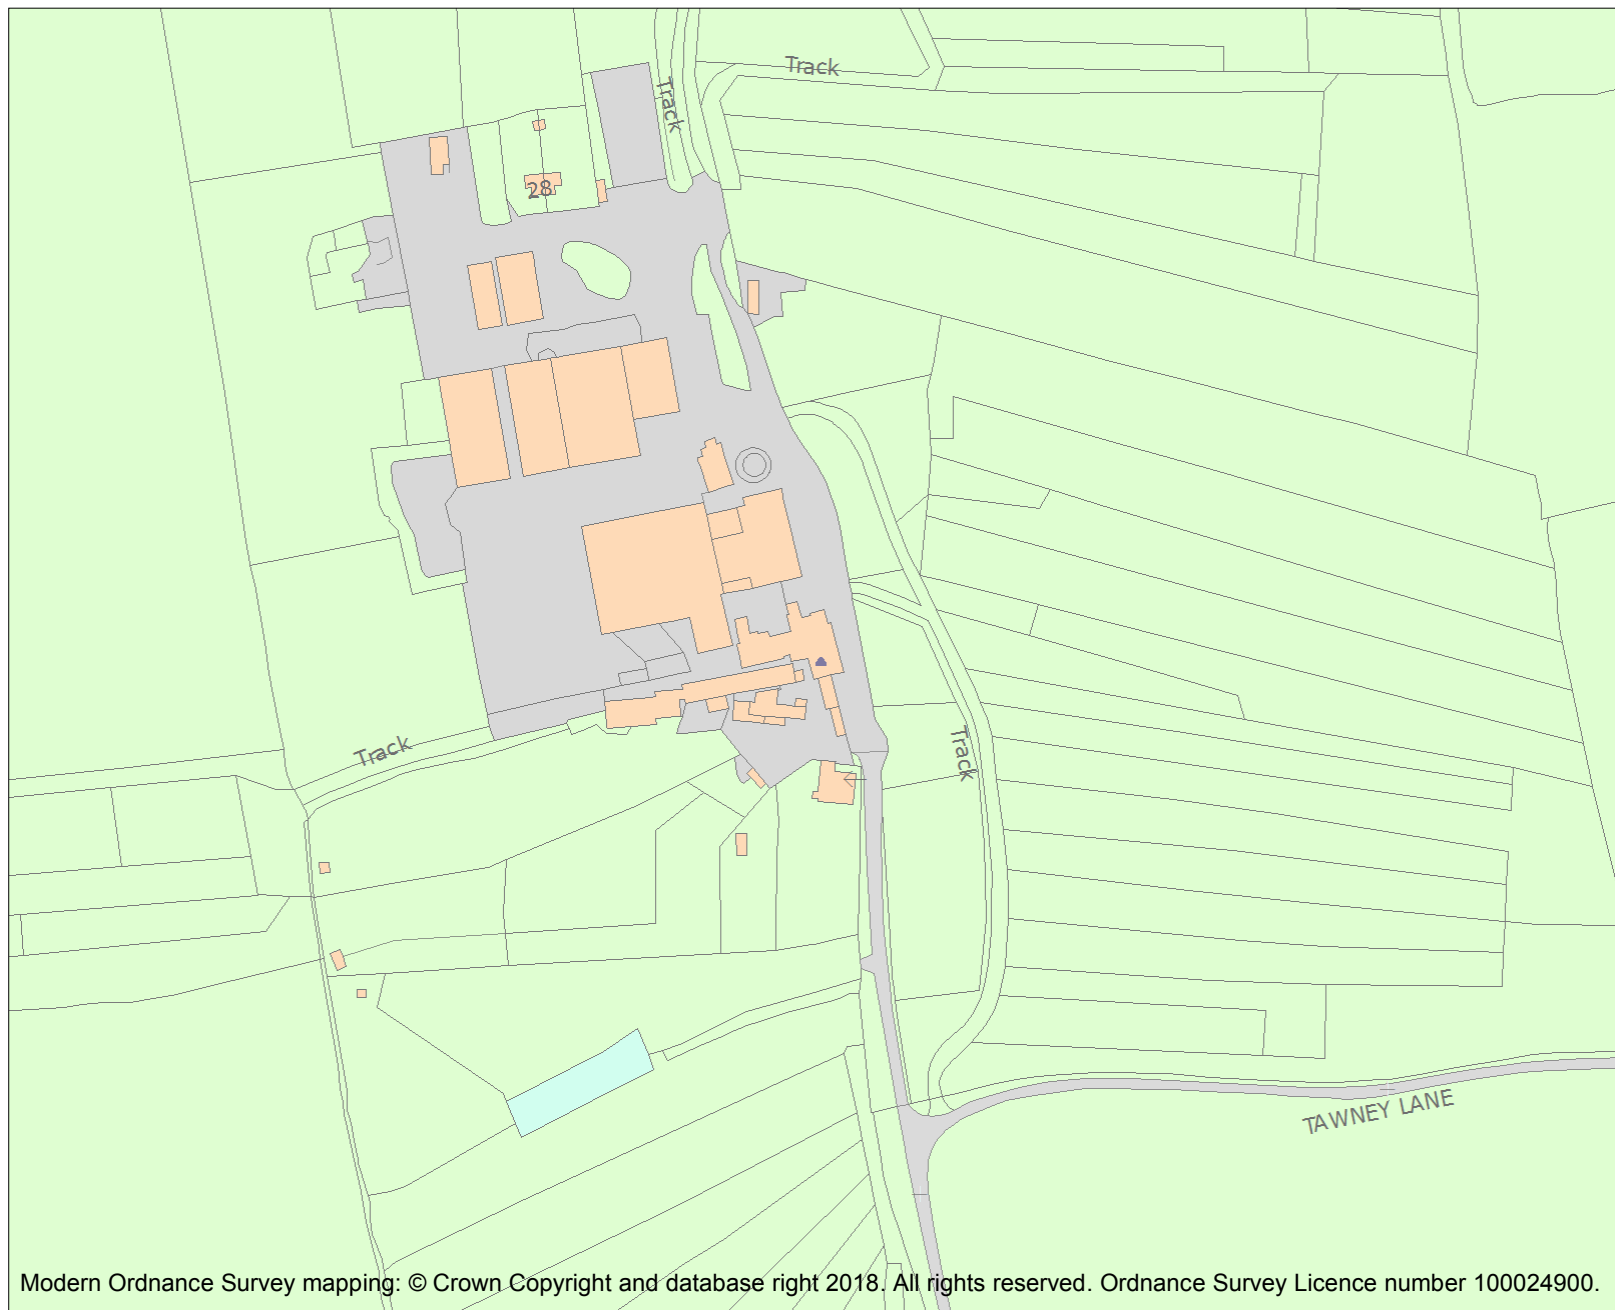 Track
Track
28
Track
Track
TAWNEY LANE
Modern Ordnance Survey mapping: © Crown Copyright and database right 2018. All rights reserved. Ordnance Survey Licence number 100024900.